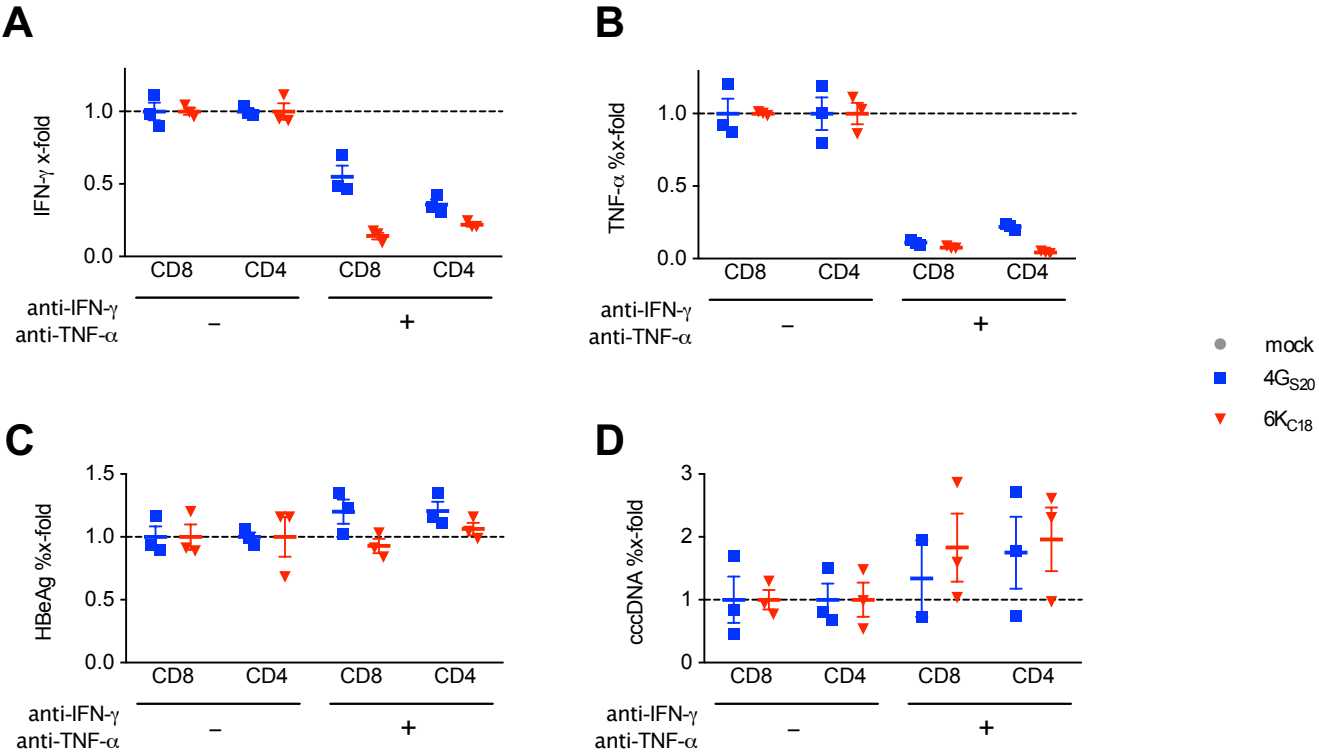 A
IFN-γ x-fold
1.0
0.5
0.0
CD8 CD4 CD8 CD4
anti-IFN-γ
anti-TNF-α
– +
B
TNF-α %x-fold
1.0
0.5
0.0
CD8 CD4 CD8 CD4
anti-IFN-γ
anti-TNF-α
– +
mock
4G_S20
6K_C18
C
HBeAg %x-fold
1.5
1.0
0.5
0.0
CD8 CD4 CD8 CD4
anti-IFN-γ
anti-TNF-α
– +
D
cccDNA %x-fold
3
2
1
0
CD8 CD4 CD8 CD4
anti-IFN-γ
anti-TNF-α
– +